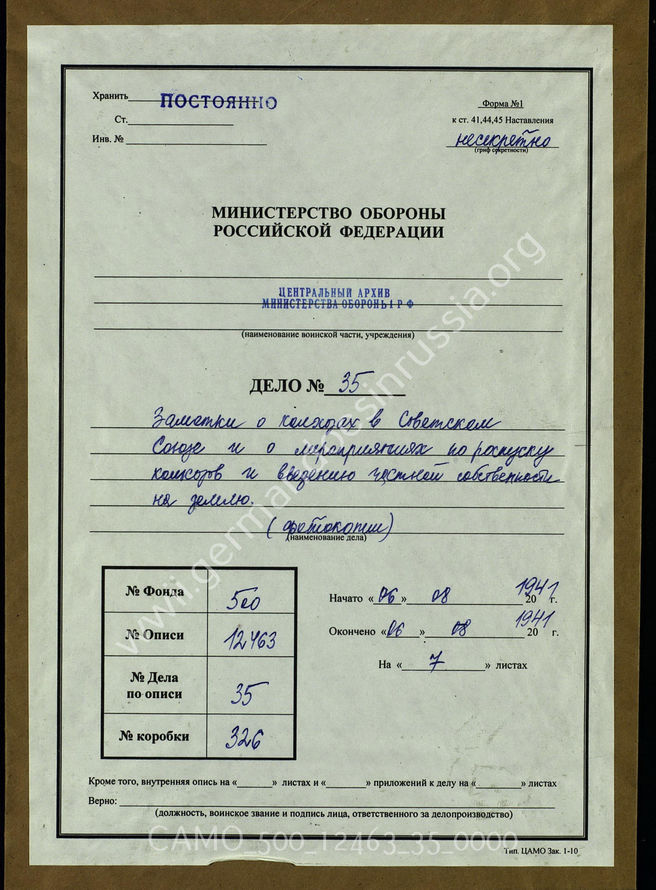 Хранить ПОСТОЯННО
Ст.
Инв. №
Форма №1
к ст. 41,44,45 Наставления
несекретно
(гриф секретности)
МИНИСТЕРСТВО ОБОРОНЫ
РОССИЙСКОЙ ФЕДЕРАЦИИ
ЦЕНТРАЛЬНЫЙ АРХИВ
МИНИСТЕРСТВА ОБОРОНЫ РФ
(наименование воинской части, учреждения)
ДЕЛО № 35
Заметки о колхозах в Советском
Союзе и о мероприятиях по роспуску
колхозов и введению частной собственности
на землю.
(фотокопии)
(наименование дела)
№ Фонда 500
№ Описи 12463
№ Дела
по описи 35
№ коробки 326
Начато «06» 08 1941 20 г.
Окончено «06» 08 1941 20 г.
На « 7 » листах
Кроме того, внутренняя опись на « » листах и « » приложений к делу на « » листах
Верно:
(должность, воинское звание и подпись лица, ответственного за делопроизводство)
Тип. ЦАМО Зак. 1-10
CAMO_500_12463_35_0000
www.germandocsinrussia.org